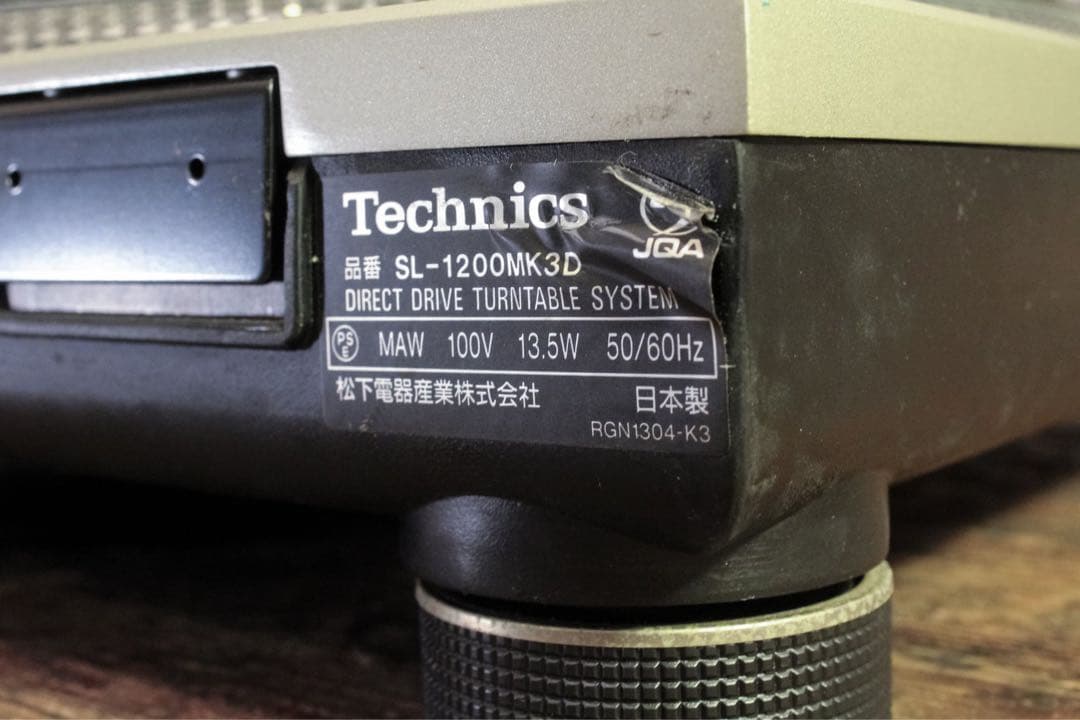 Technics
JQA
品番 SL-1200MK3D
DIRECT DRIVE TURNTABLE SYSTEM
PSE MAW 100V 13.5W 50/60Hz
松下電器産業株式会社 日本製
RGN1304-K3